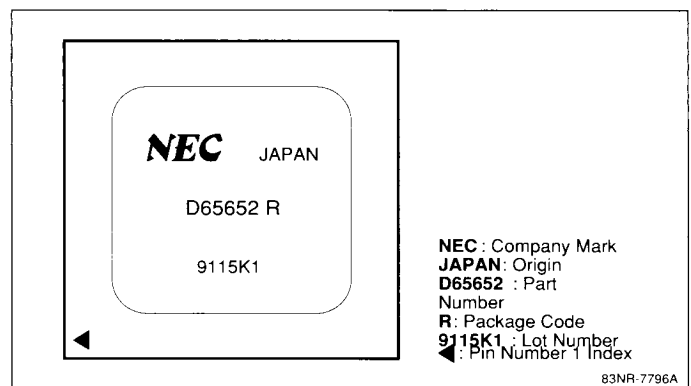 NEC JAPAN
D65652 R
9115K1
NEC : Company Mark
JAPAN: Origin
D65652 : Part
Number
R: Package Code
9115K1 : Lot Number
◀: Pin Number 1 Index
83NR-7796A